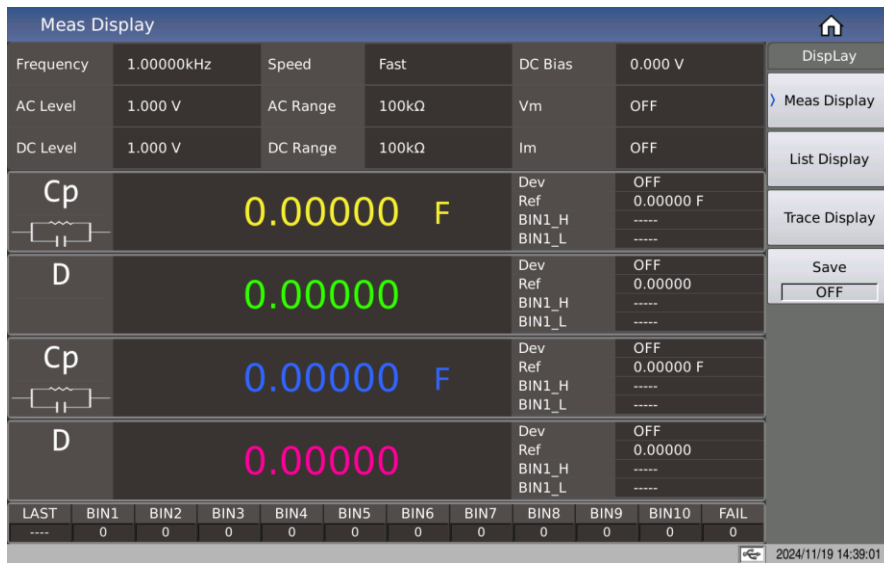 Meas Display
Frequency 1.00000kHz Speed Fast DC Bias 0.000 V
AC Level 1.000 V AC Range 100kΩ Vm OFF
DC Level 1.000 V DC Range 100kΩ Im OFF
Cp 0.00000 F
Dev OFF
Ref 0.00000 F
BIN1_H -----
BIN1_L -----
D 0.00000
Dev OFF
Ref 0.00000
BIN1_H -----
BIN1_L -----
Cp 0.00000 F
Dev OFF
Ref 0.00000 F
BIN1_H -----
BIN1_L -----
D 0.00000
Dev OFF
Ref 0.00000
BIN1_H -----
BIN1_L -----
LAST BIN1 BIN2 BIN3 BIN4 BIN5 BIN6 BIN7 BIN8 BIN9 BIN10 FAIL
---- 0 0 0 0 0 0 0 0 0 0 0
DispLay
Meas Display
List Display
Trace Display
Save
OFF
2024/11/19 14:39:01